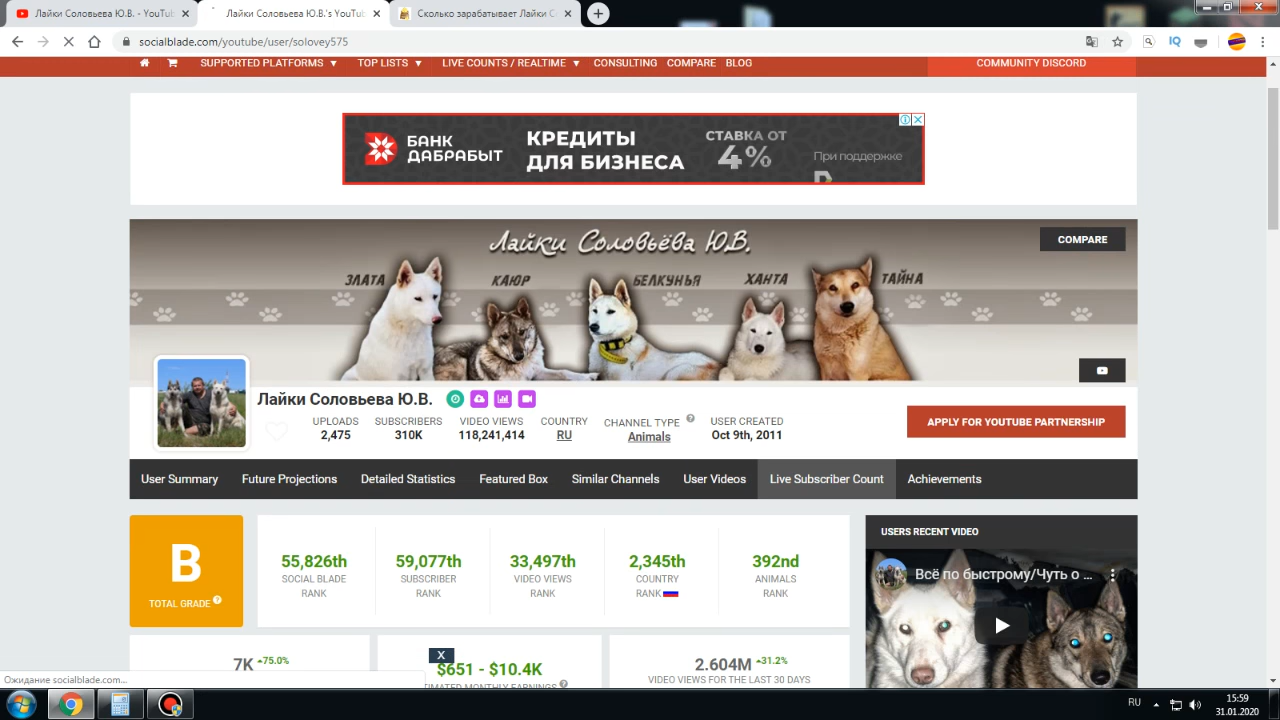 Лайки Соловьева Ю.В. - YouTube
Лайки Соловьева Ю.В.'s YouTube
Сколько зарабатывает Лайки Со
socialblade.com/youtube/user/solovey575
IQ
SUPPORTED PLATFORMS
TOP LISTS
LIVE COUNTS / REALTIME
CONSULTING
COMPARE
BLOG
COMMUNITY DISCORD
БАНК ДАБРАБЫТ
КРЕДИТЫ
ДЛЯ БИЗНЕСА
СТАВКА ОТ
4%
При поддержке
Лайки Соловьёва Ю.В.
COMPARE
ЗЛАТА
КАЮР
БЕЛКУНЬЯ
ХАНТА
ТАЙНА
Лайки Соловьева Ю.В.
UPLOADS
2,475
SUBSCRIBERS
310K
VIDEO VIEWS
118,241,414
COUNTRY
RU
CHANNEL TYPE ?
Animals
USER CREATED
Oct 9th, 2011
APPLY FOR YOUTUBE PARTNERSHIP
User Summary
Future Projections
Detailed Statistics
Featured Box
Similar Channels
User Videos
Live Subscriber Count
Achievements
B
TOTAL GRADE ?
55,826th
SOCIAL BLADE
RANK
59,077th
SUBSCRIBER
RANK
33,497th
VIDEO VIEWS
RANK
2,345th
COUNTRY
RANK
392nd
ANIMALS
RANK
USERS RECENT VIDEO
Всё по быстрому/Чуть о ...
7K 75.0%
X
$651 - $10.4K
TIMATED MONTHLY EARNINGS ?
2.604M 31.2%
VIDEO VIEWS FOR THE LAST 30 DAYS
Ожидание socialblade.com...
RU
15:59
31.01.2020